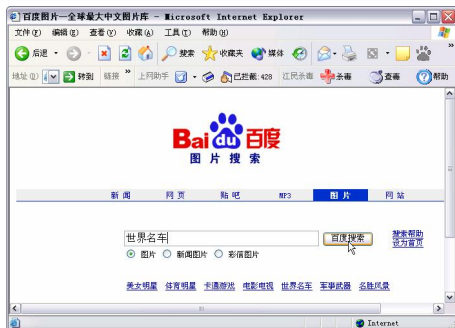 百度图片—全球最大中文图片库 - Microsoft Internet Explorer
文件(F) 编辑(E) 查看(V) 收藏(A) 工具(T) 帮助(H)
后退 搜索 收藏夹 媒体
地址(D) 转到 链接 » 上网助手 已拦截: 428 江民杀毒 杀毒 查毒 帮助
Bai du 百度
图片搜索
新闻 网页 贴吧 MP3 图片 网站
世界名车 百度搜索 搜索帮助
设为首页
图片 新闻图片 彩信图片
美女明星 体育明星 卡通游戏 电影电视 世界名车 军事武器 名胜风景
Internet